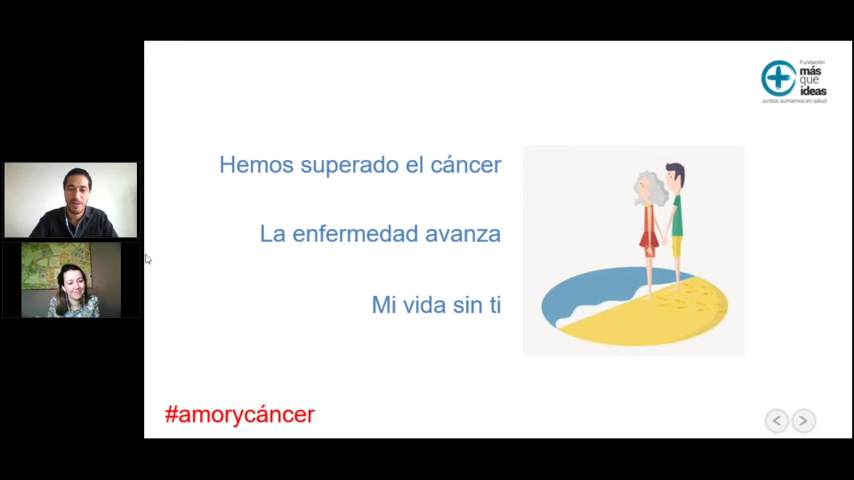 Fundación
más
que
ideas
Juntos sumamos en salud
Hemos superado el cáncer
La enfermedad avanza
Mi vida sin ti
#amorycáncer